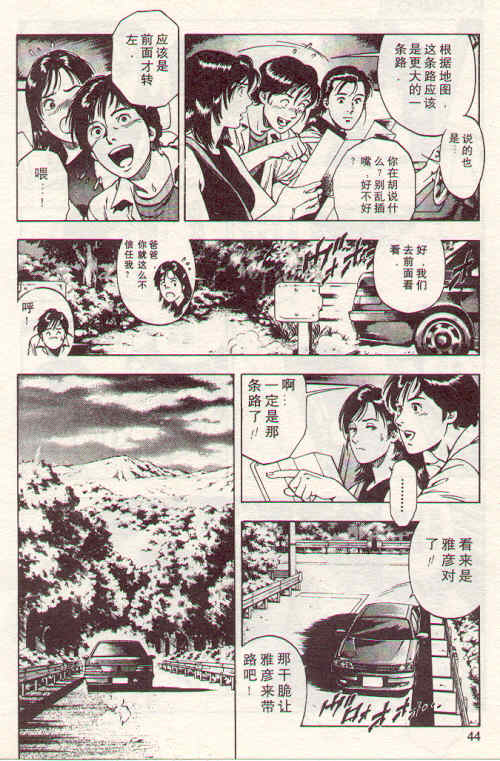 根据地图.
这条路应该
是更大的一
条路.
说的也
是…
你在胡说什
么?别乱插
嘴.好不好
?
应该是
前面才转
左.
喂…!
好.我们
去前面看
看.
爸爸
你就这么不
信任我?
哼!
啊…
一定是那
条路了!!
………
看来是
雅彦对
了!!
那干脆让
雅彦来带
路吧!
44